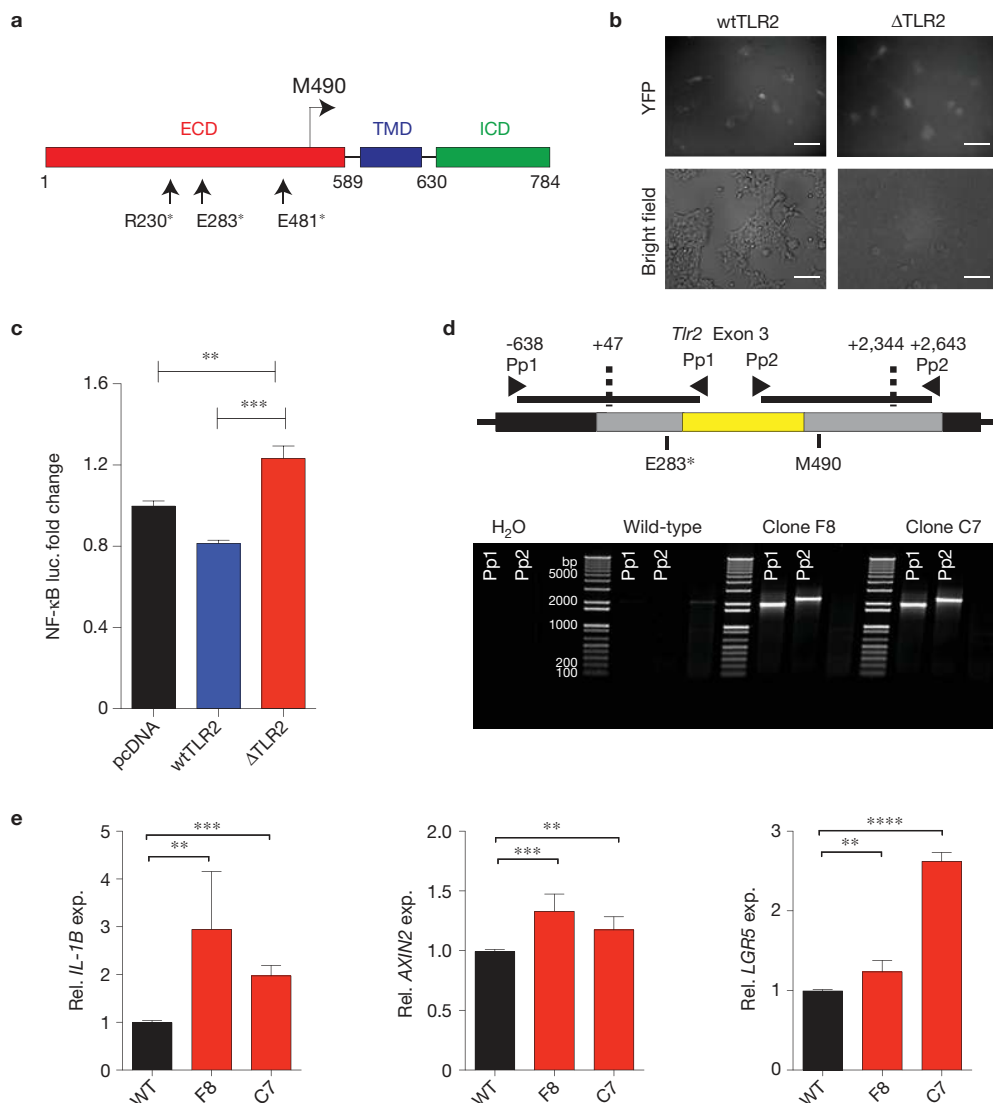 a
M490
ECD TMD ICD
1 589 630 784
R230* E283* E481*
b
wtTLR2 ΔTLR2
YFP
Bright field
c
NF-κB luc. fold change
1.6
1.2
0.8
0.4
0
**
***
pcDNA wtTLR2 ΔTLR2
d
Tlr2 Exon 3
-638 +47 +2,344 +2,643
Pp1 Pp1 Pp2 Pp2
E283* M490
H₂O Wild-type Clone F8 Clone C7
Pp1 Pp2 Pp1 Pp2 Pp1 Pp2 Pp1 Pp2
bp
5000
2000
1000
200
100
e
Rel. IL-1B exp.
5
4
3
2
1
0
***
**
WT F8 C7
Rel. AXIN2 exp.
2.0
1.5
1.0
0.5
0.0
**
***
WT F8 C7
Rel. LGR5 exp.
3
2
1
0
****
**
WT F8 C7